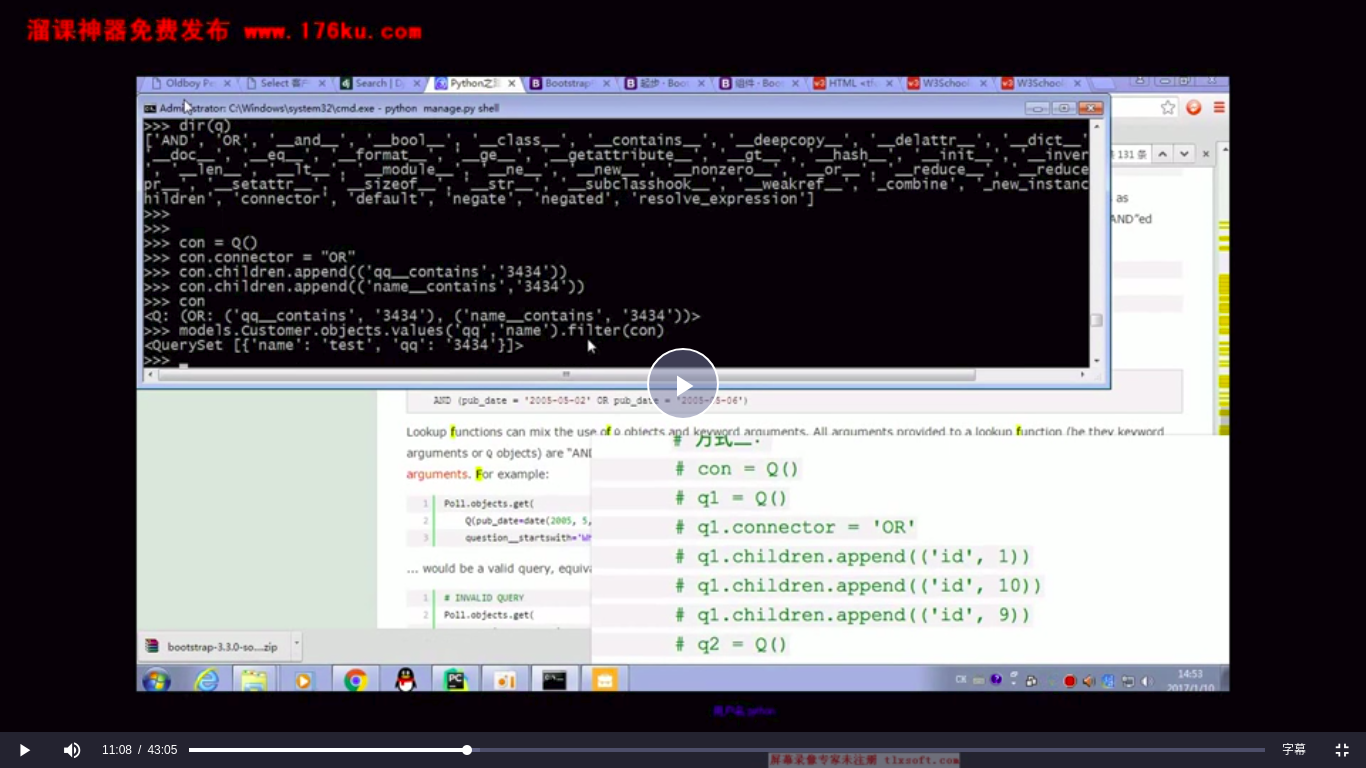 溜课神器免费发布 www.176ku.com
Oldboy Select 客户 Search | Python之 Bootstrap 起步 · Boo 组件 · Boo HTML <!-- W3School W3School
Administrator: C:\Windows\system32\cmd.exe - python manage.py shell
>>> dir(q)
['AND', 'OR', '__and__', '__bool__', '__class__', '__contains__', '__deepcopy__', '__delattr__', '__dict__'
'__doc__', '__eq__', '__format__', '__ge__', '__getattribute__', '__gt__', '__hash__', '__init__', '__inver
'__len__', '__lt__', '__module__', '__ne__', '__new__', '__nonzero__', '__or__', '__reduce__', '__reduce
pr__', '__setattr__', '__sizeof__', '__str__', '__subclasshook__', '__weakref__', '_combine', '_new_instanc
hildren', 'connector', 'default', 'negate', 'negated', 'resolve_expression']
>>>
>>>
>>> con = Q()
>>> con.connector = "OR"
>>> con.children.append(('qq__contains','3434'))
>>> con.children.append(('name__contains','3434'))
>>> con
<Q: (OR: ('qq__contains', '3434'), ('name__contains', '3434'))>
>>> models.Customer.objects.values('qq','name').filter(con)
<QuerySet [{'name': 'test', 'qq': '3434'}]>
>>>
131 条
as
AND"ed
AND (pub_date = '2005-05-02' OR pub_date = '2005-05-06')
Lookup functions can mix the use of Q objects and keyword arguments. All arguments provided to a lookup function (be they keyword
arguments or Q objects) are "AND
arguments. For example:
1 Poll.objects.get(
2 Q(pub_date=date(2005, 5,
3 question__startswith='Wh
... would be a valid query, equiva
1 # INVALID QUERY
2 Poll.objects.get(
# 方式二:
# con = Q()
# q1 = Q()
# q1.connector = 'OR'
# q1.children.append(('id', 1))
# q1.children.append(('id', 10))
# q1.children.append(('id', 9))
# q2 = Q()
bootstrap-3.3.0-so....zip
CH
14:53
2017/1/10
11:08 / 43:05
字幕
屏幕录像专家未注册 tlxsoft.com